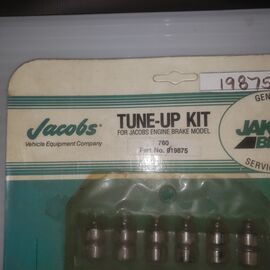 19875
Jacobs®
Vehicle Equipment Company
TUNE-UP KIT
FOR JACOBS ENGINE BRAKE MODEL
760
Part No. 019875
GEN
JAK
B
SERVIC